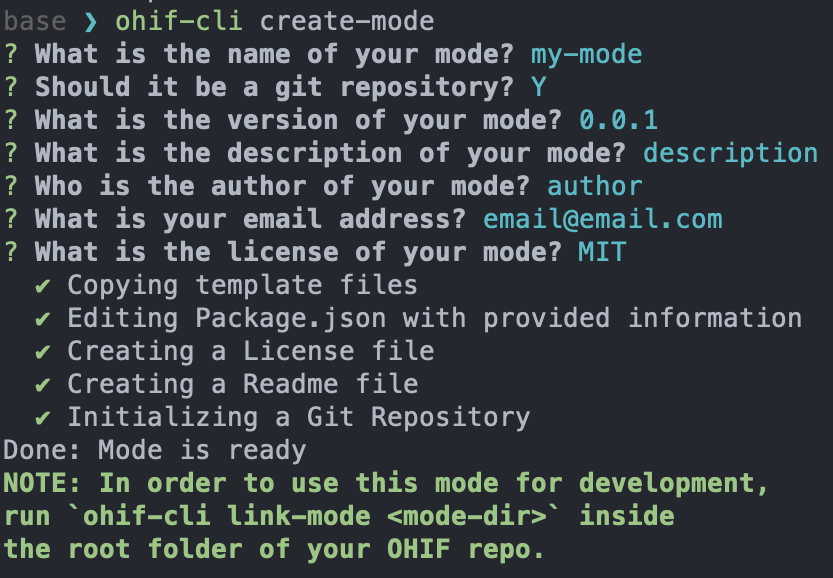 base ❯ ohif-cli create-mode
? What is the name of your mode? my-mode
? Should it be a git repository? Y
? What is the version of your mode? 0.0.1
? What is the description of your mode? description
? Who is the author of your mode? author
? What is your email address? email@email.com
? What is the license of your mode? MIT
✔ Copying template files
✔ Editing Package.json with provided information
✔ Creating a License file
✔ Creating a Readme file
✔ Initializing a Git Repository
Done: Mode is ready
NOTE: In order to use this mode for development,
run `ohif-cli link-mode <mode-dir>` inside
the root folder of your OHIF repo.